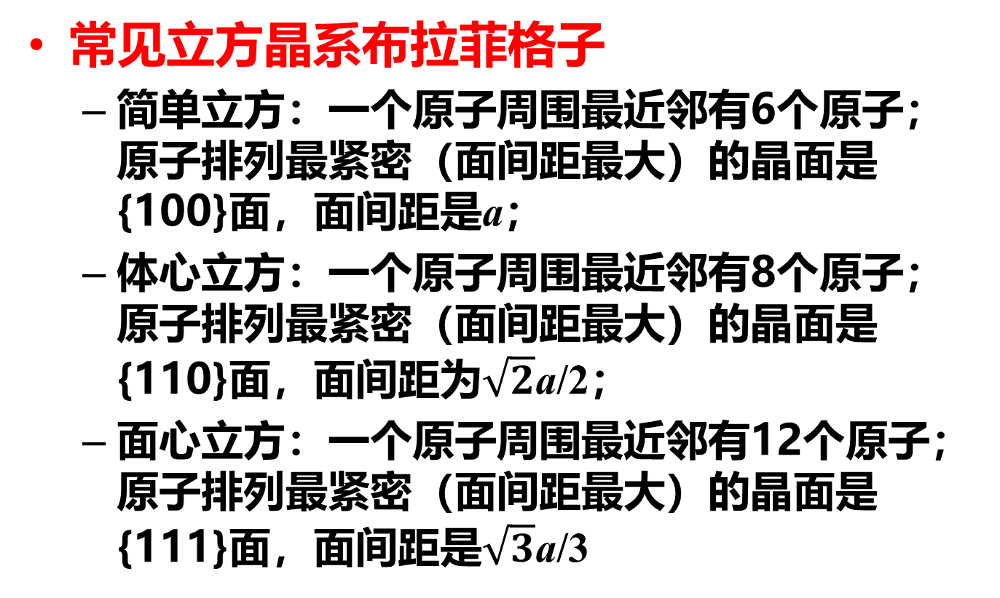 • 常见立方晶系布拉菲格子
– 简单立方：一个原子周围最近邻有6个原子；
原子排列最紧密（面间距最大）的晶面是
{100}面，面间距是a；
– 体心立方：一个原子周围最近邻有8个原子；
原子排列最紧密（面间距最大）的晶面是
{110}面，面间距为√2a/2；
– 面心立方：一个原子周围最近邻有12个原子；
原子排列最紧密（面间距最大）的晶面是
{111}面，面间距是√3a/3